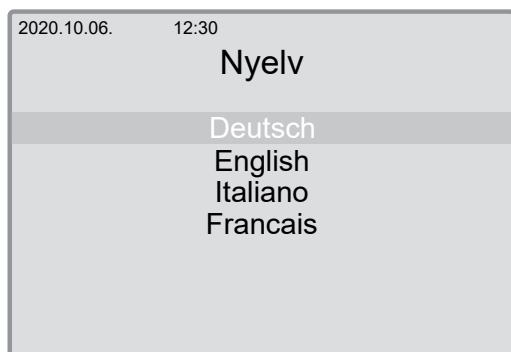 2020.10.06. 12:30
Nyelv
Deutsch
English
Italiano
Francais